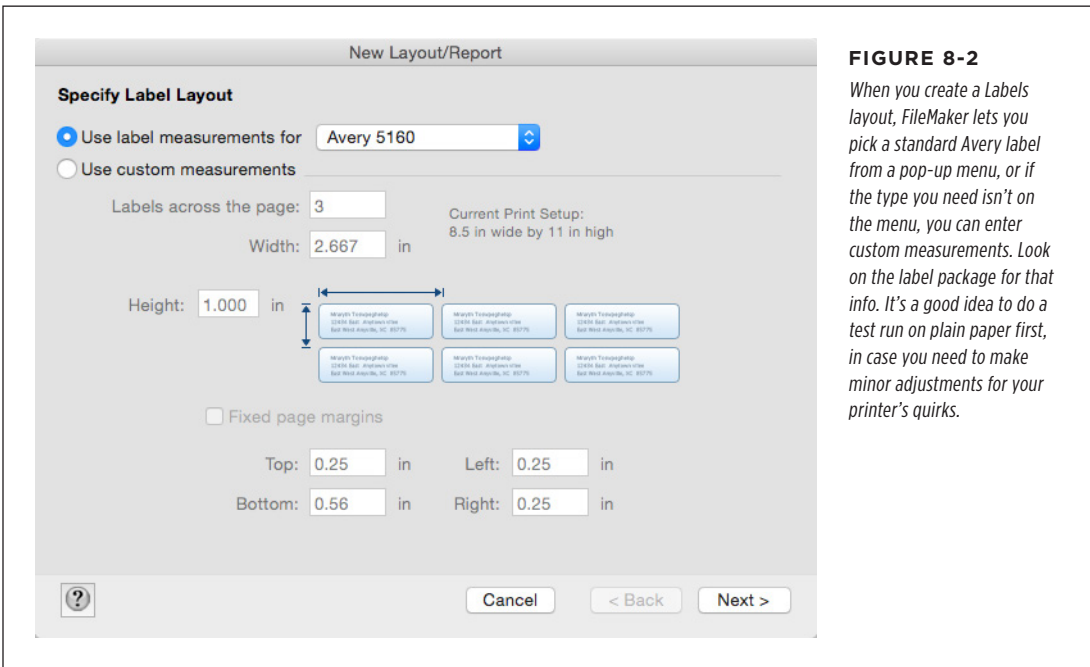 New Layout/Report
Specify Label Layout
Use label measurements for Avery 5160
Use custom measurements
Labels across the page: 3
Current Print Setup:
8.5 in wide by 11 in high
Width: 2.667 in
Height: 1.000 in
Fixed page margins
Top: 0.25 in Left: 0.25 in
Bottom: 0.56 in Right: 0.25 in
? Cancel < Back Next >
FIGURE 8-2
When you create a Labels
layout, FileMaker lets you
pick a standard Avery label
from a pop-up menu, or if
the type you need isn't on
the menu, you can enter
custom measurements. Look
on the label package for that
info. It's a good idea to do a
test run on plain paper first,
in case you need to make
minor adjustments for your
printer's quirks.